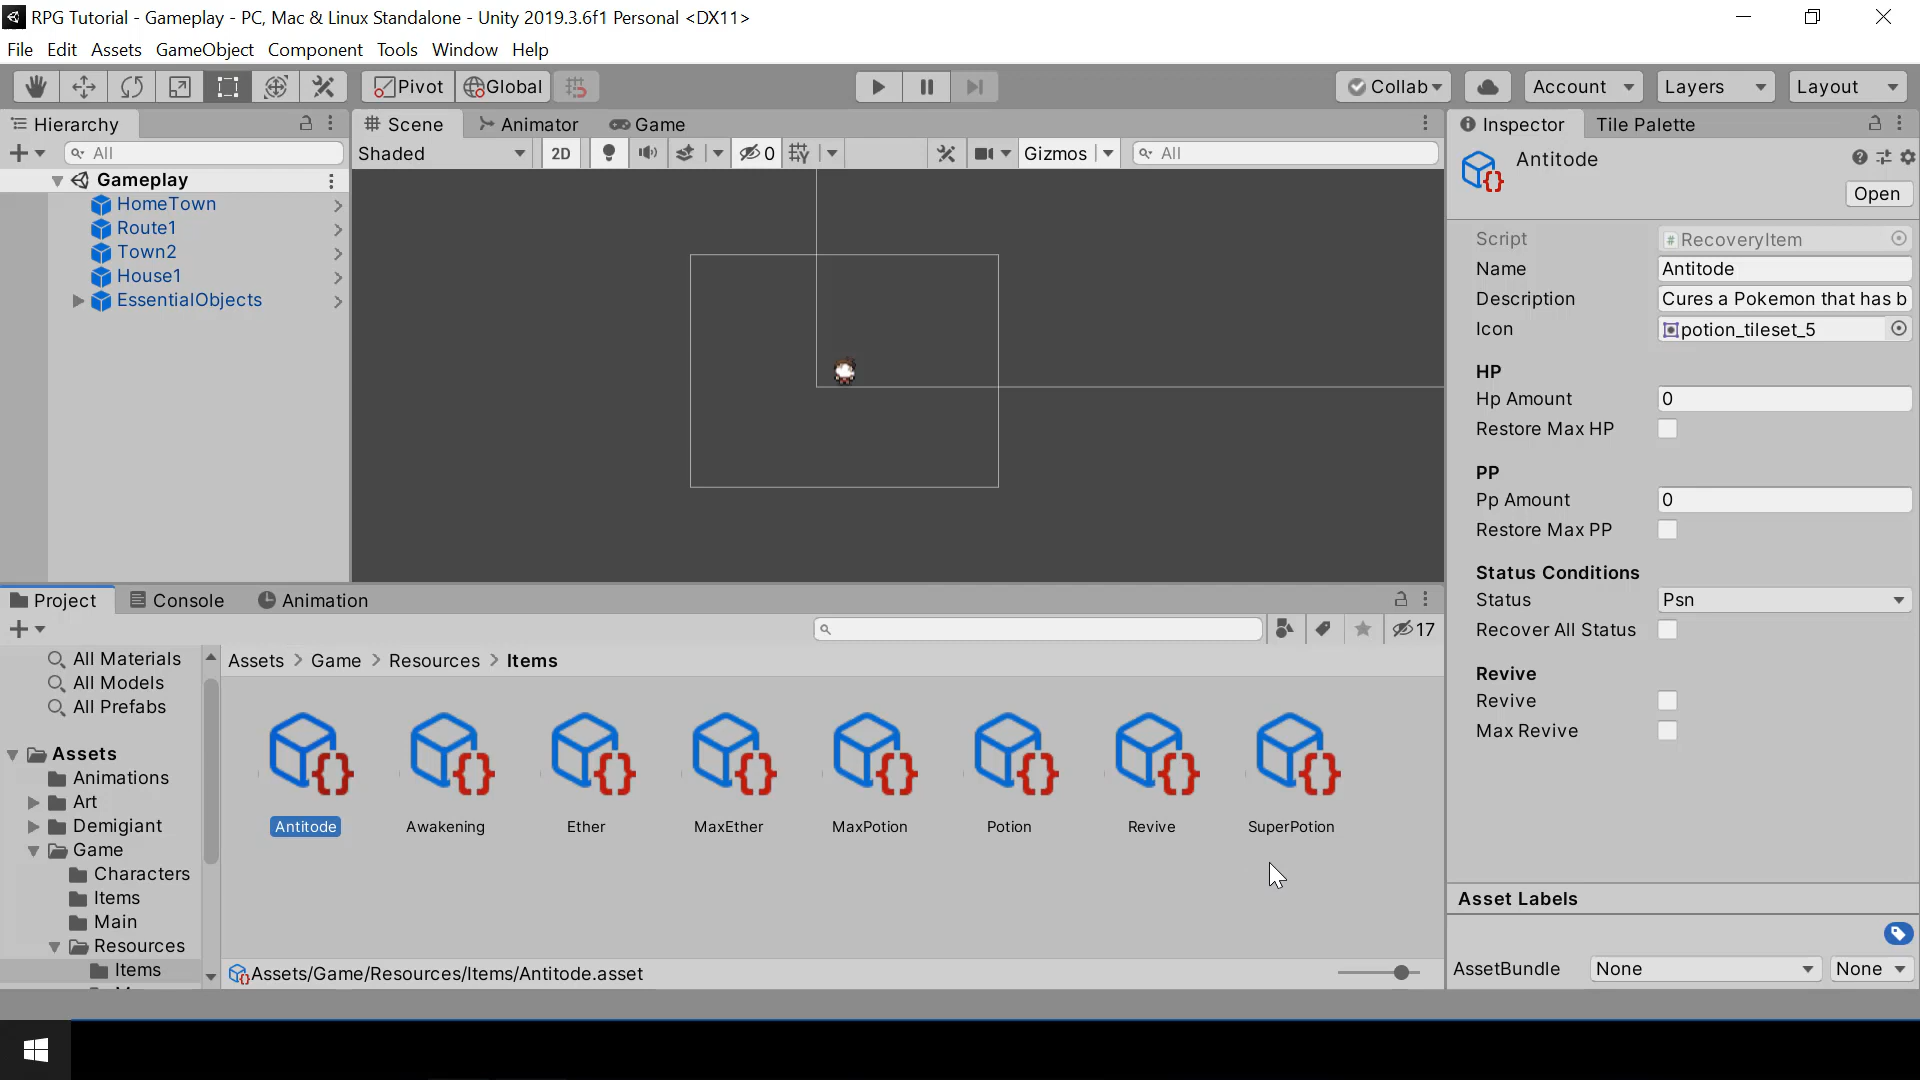 RPG Tutorial - Gameplay - PC, Mac & Linux Standalone - Unity 2019.3.6f1 Personal <DX11>
File Edit Assets GameObject Component Tools Window Help
Pivot Global Collab Account Layers Layout
Hierarchy
All
Gameplay
HomeTown
Route1
Town2
House1
EssentialObjects
Scene Animator Game
Shaded 2D 0 Gizmos All
Inspector Tile Palette
Antitode
Open
Script RecoveryItem
Name Antitode
Description Cures a Pokemon that has b
Icon potion_tileset_5
HP
Hp Amount 0
Restore Max HP
PP
Pp Amount 0
Restore Max PP
Status Conditions
Status Psn
Recover All Status
Revive
Revive
Max Revive
Asset Labels
AssetBundle None None
Project Console Animation
17
All Materials
All Models
All Prefabs
Assets
Animations
Art
Demigiant
Game
Characters
Items
Main
Resources
Items
Assets > Game > Resources > Items
Antitode Awakening Ether MaxEther MaxPotion Potion Revive SuperPotion
Assets/Game/Resources/Items/Antitode.asset